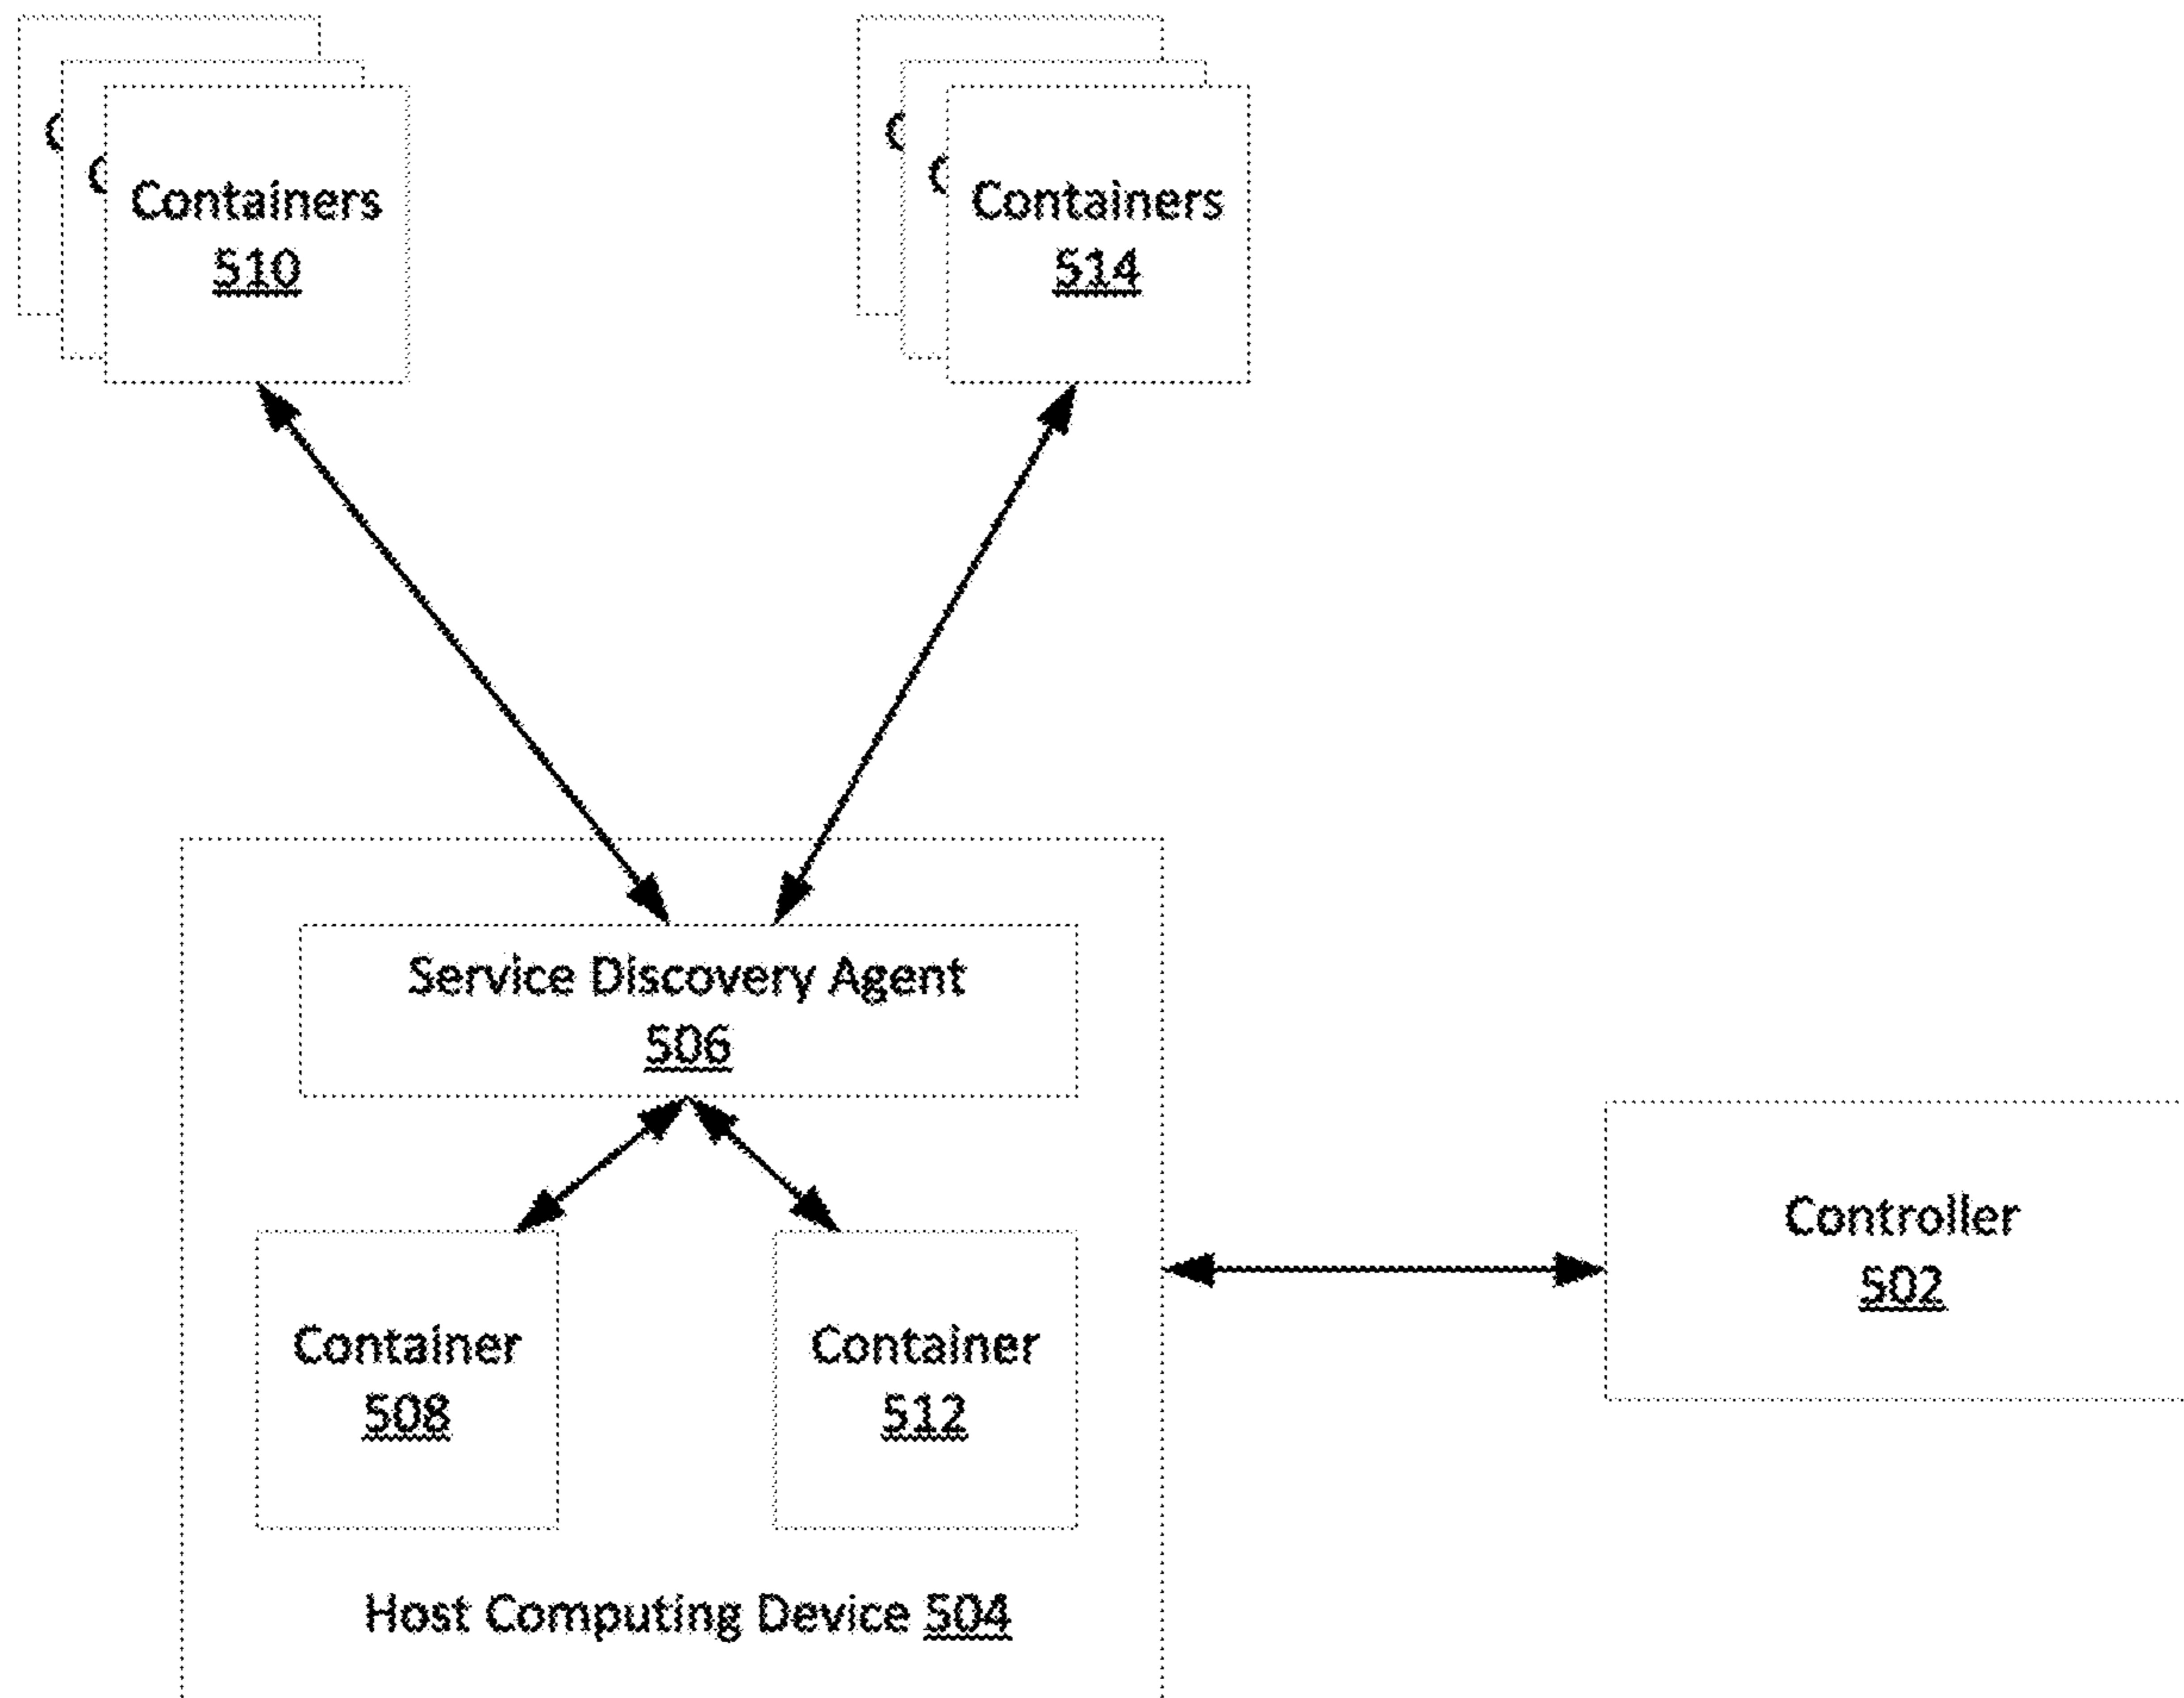 Containers
510
Containers
514
Service Discovery Agent
506
Controller
502
Container
508
Container
512
Host Computing Device 504